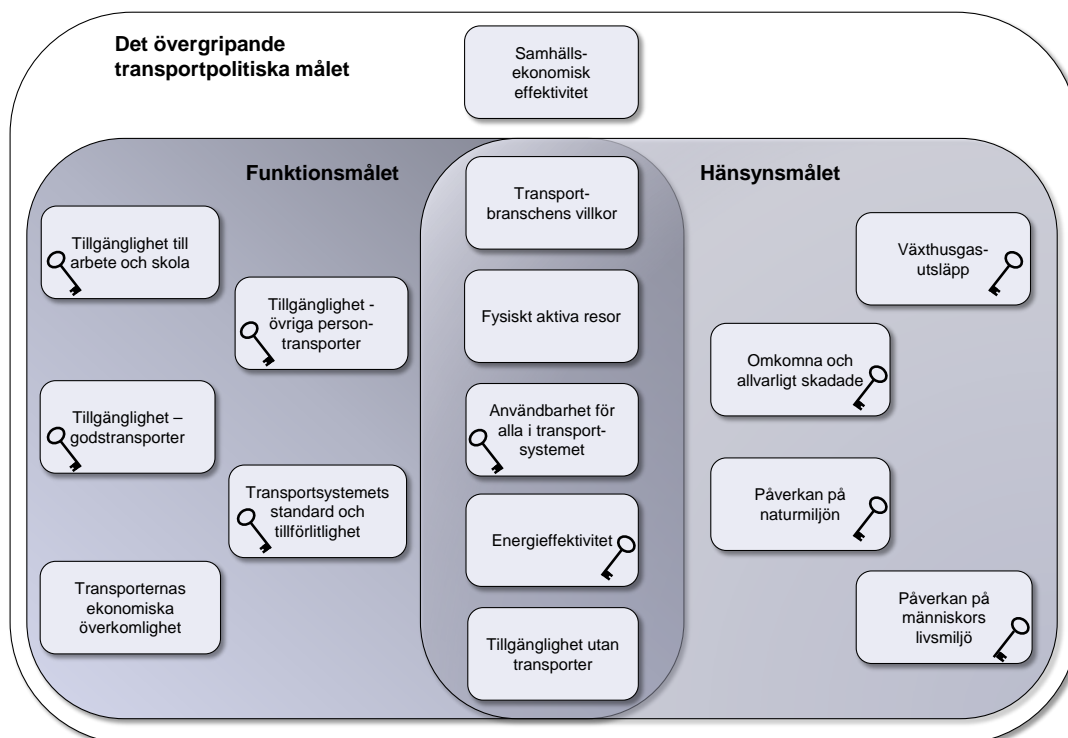 Det övergripande
transportpolitiska målet
Samhälls-
ekonomisk
effektivitet
Funktionsmålet
Hänsynsmålet
Tillgänglighet till
arbete och skola
Tillgänglighet -
övriga person-
transporter
Tillgänglighet –
godstransporter
Transportsystemets
standard och
tillförlitlighet
Transporternas
ekonomiska
överkomlighet
Transport-
branschens villkor
Fysiskt aktiva resor
Användbarhet för
alla i transport-
systemet
Energieffektivitet
Tillgänglighet utan
transporter
Växthusgas-
utsläpp
Omkomna och
allvarligt skadade
Påverkan på
naturmiljön
Påverkan på
människors
livsmiljö